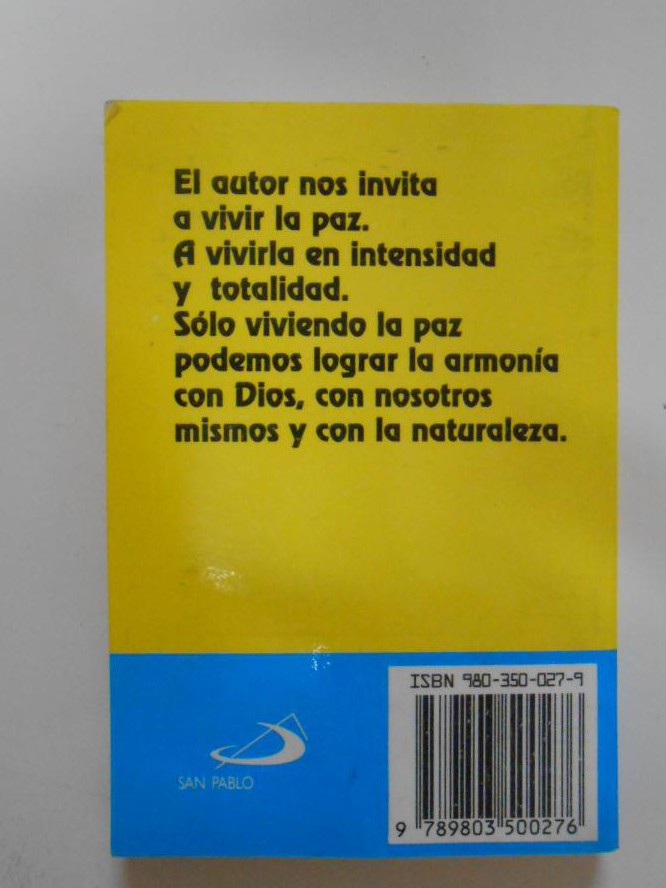 El autor nos invita
a vivir la paz.
A vivirla en intensidad
y totalidad.
Sólo viviendo la paz
podemos lograr la armonía
con Dios, con nosotros
mismos y con la naturaleza.
ISBN 980-350-027-9
SAN PABLO
9 789803 500276